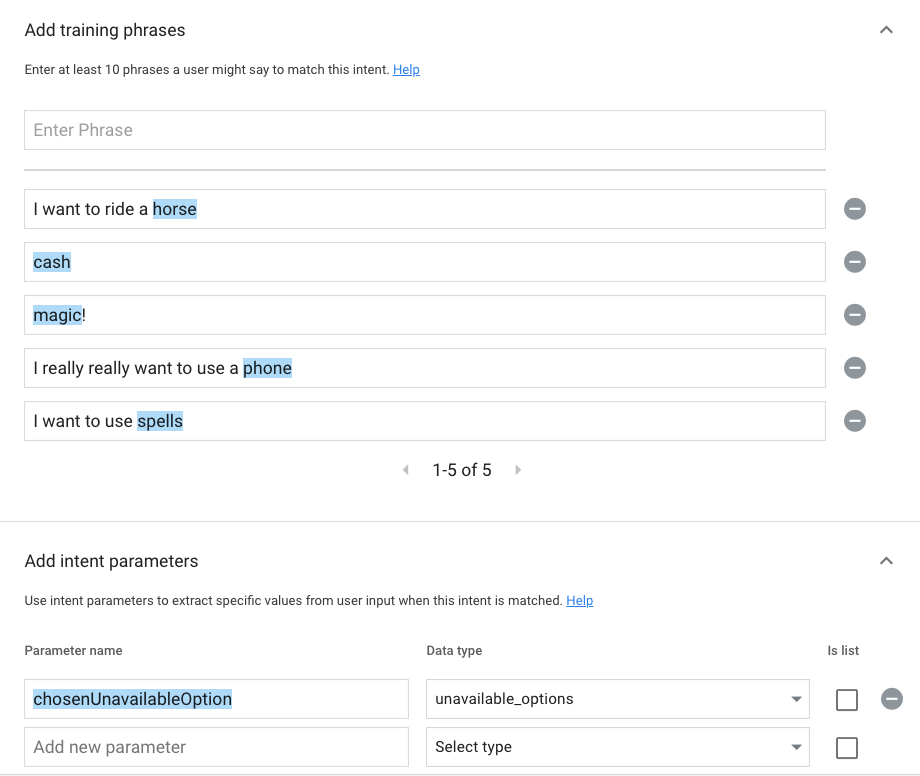 Add training phrases
Enter at least 10 phrases a user might say to match this intent. Help
Enter Phrase
I want to ride a horse
cash
magic!
I really really want to use a phone
I want to use spells
1-5 of 5
Add intent parameters
Use intent parameters to extract specific values from user input when this intent is matched. Help
Parameter name Data type Is list
chosenUnavailableOption unavailable_options
Add new parameter Select type